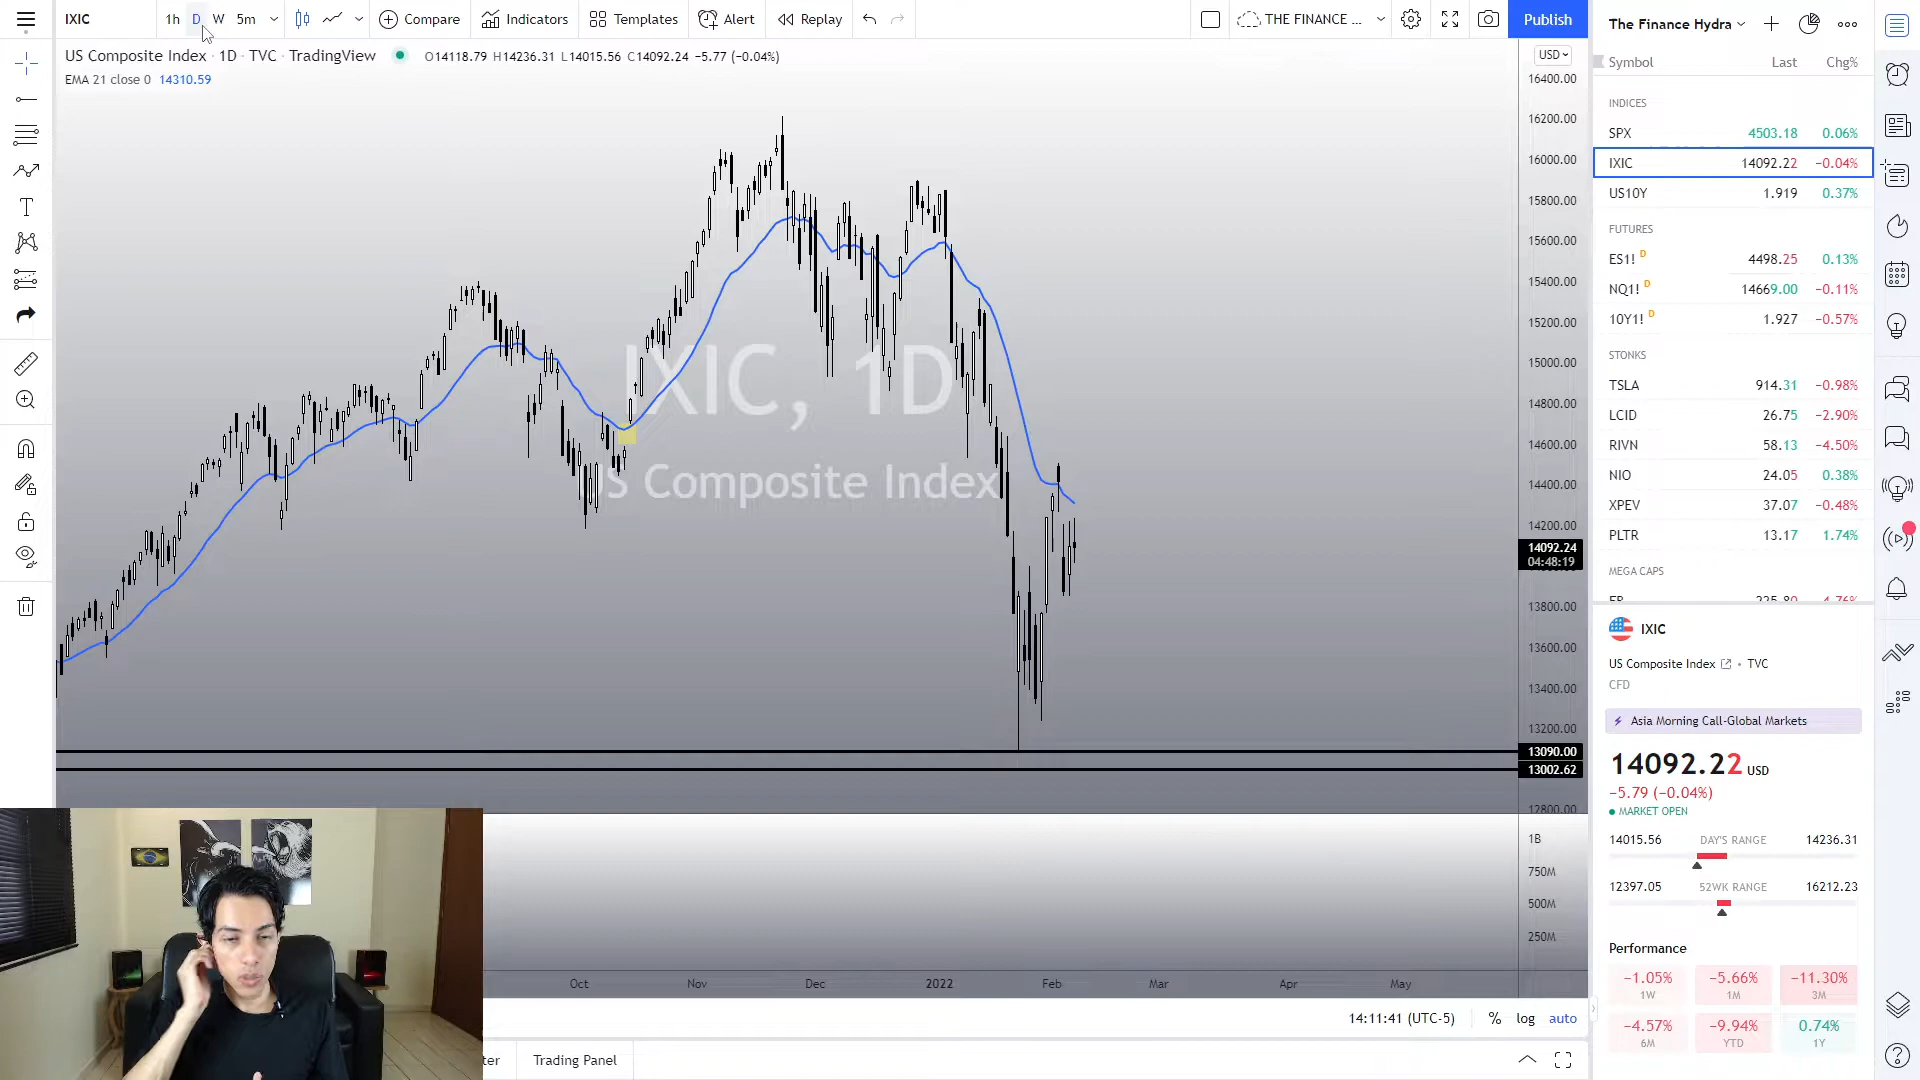 IXIC
1h D W 5m
Compare
Indicators
Templates
Alert
Replay
THE FINANCE ...
Publish
US Composite Index · 1D · TVC · TradingView
O14118.79 H14236.31 L14015.56 C14092.24 −5.77 (−0.04%)
EMA 21 close 0 14310.59
IXIC, 1D
US Composite Index
USD
16400.00
16200.00
16000.00
15800.00
15600.00
15400.00
15200.00
15000.00
14800.00
14600.00
14400.00
14200.00
14092.24
04:48:19
13800.00
13600.00
13400.00
13200.00
13090.00
13002.62
12800.00
1B
750M
500M
250M
Oct Nov Dec 2022 Feb Mar Apr May
14:11:41 (UTC-5) % log auto
ter Trading Panel
The Finance Hydra
Symbol Last Chg%
INDICES
SPX 4503.18 0.06%
IXIC 14092.22 −0.04%
US10Y 1.919 0.37%
FUTURES
ES1! D 4498.25 0.13%
NQ1! D 14669.00 −0.11%
10Y1! D 1.927 −0.57%
STONKS
TSLA 914.31 −0.98%
LCID 26.75 −2.90%
RIVN 58.13 −4.50%
NIO 24.05 0.38%
XPEV 37.07 −0.48%
PLTR 13.17 1.74%
MEGA CAPS
IXIC
US Composite Index • TVC
CFD
Asia Morning Call-Global Markets
14092.22 USD
−5.79 (−0.04%)
MARKET OPEN
14015.56 DAY'S RANGE 14236.31
12397.05 52WK RANGE 16212.23
Performance
−1.05% −5.66% −11.30%
1W 1M 3M
−4.57% −9.94% 0.74%
6M YTD 1Y